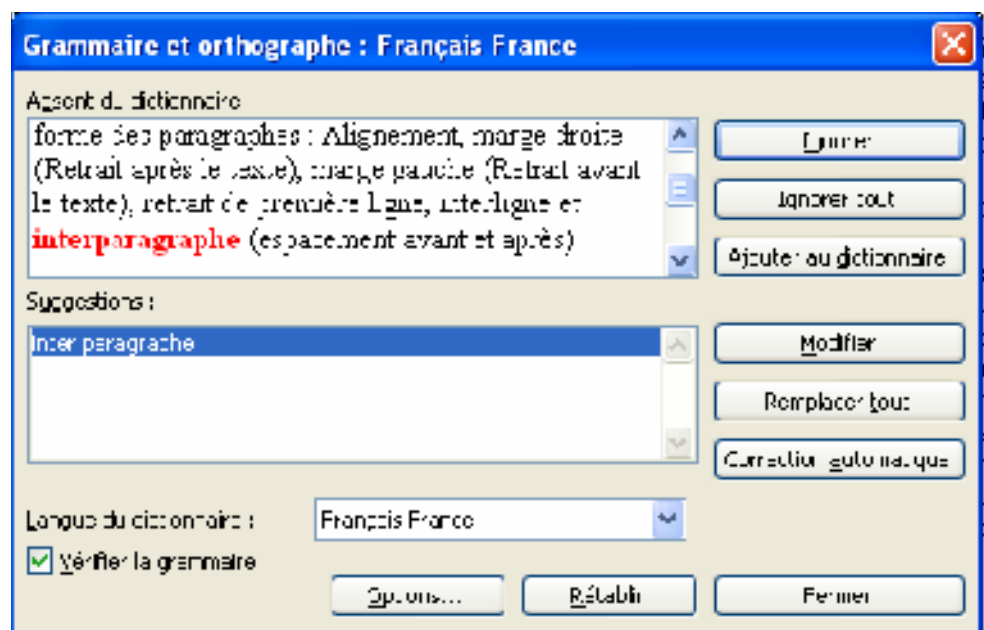 Grammaire et orthographe : Français France
Absent du dictionnaire
forme des paragraphes : Alignement, marge droite
(Retrait après le texte), marge gauche (Retrait avant
le texte), retrait de première ligne, interligne et
interparagraphe (espacement avant et après)
Ignorer
Ignorer tout
Ajouter au dictionnaire
Suggestions :
Inter paragraphe
Modifier
Remplacer tout
Correction automatique
Langue du dictionnaire :
Français France
Vérifier la grammaire
Options...
Rétablir
Fermer